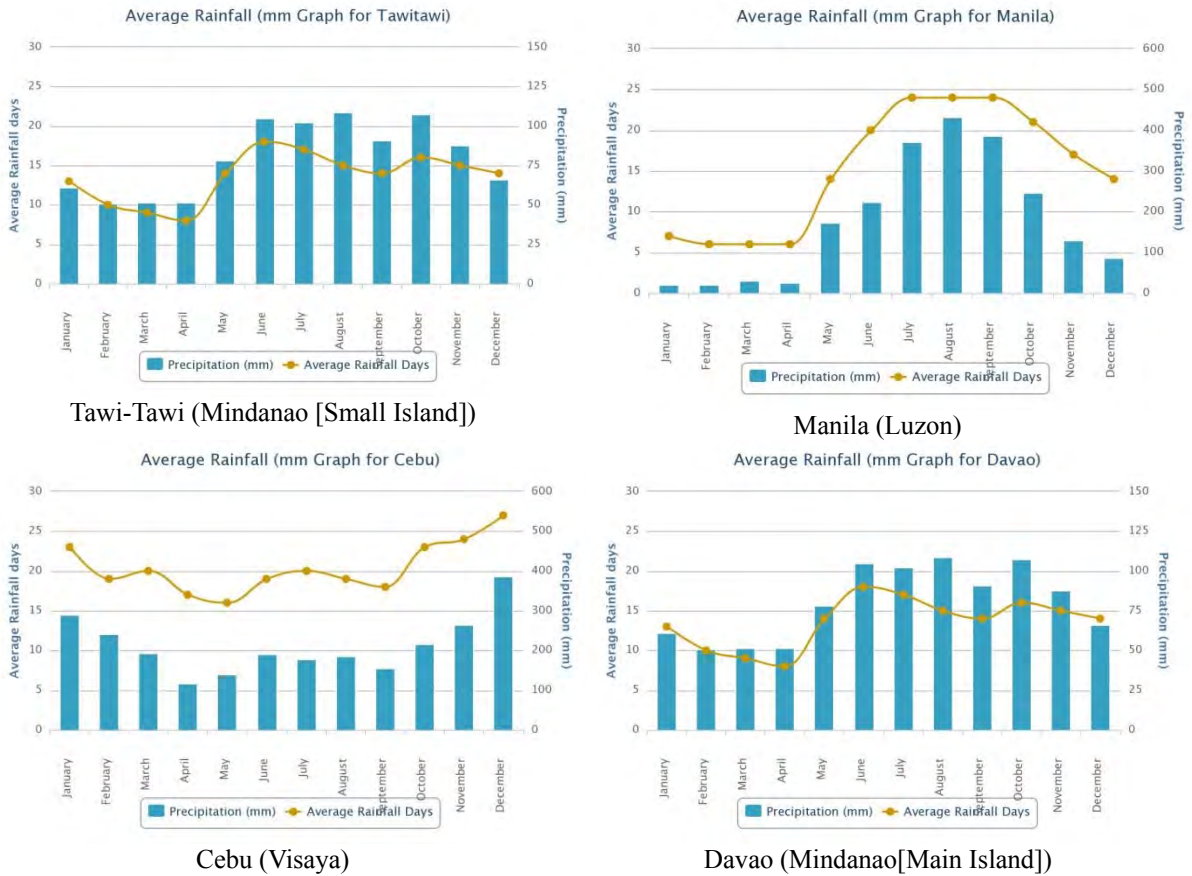 Average Rainfall (mm Graph for Tawitawi)
Average Rainfall days
30
25
20
15
10
5
0
150
125
100
75
50
25
0
Precipitation (mm)
January
February
March
April
May
June
July
August
September
October
November
December
Precipitation (mm) Average Rainfall Days
Tawi-Tawi (Mindanao [Small Island])
Average Rainfall (mm Graph for Manila)
Average Rainfall days
30
25
20
15
10
5
0
600
500
400
300
200
100
0
Precipitation (mm)
January
February
March
April
May
June
July
August
September
October
November
December
Precipitation (mm) Average Rainfall Days
Manila (Luzon)
Average Rainfall (mm Graph for Cebu)
Average Rainfall days
30
25
20
15
10
5
0
600
500
400
300
200
100
0
Precipitation (mm)
January
February
March
April
May
June
July
August
September
October
November
December
Precipitation (mm) Average Rainfall Days
Cebu (Visaya)
Average Rainfall (mm Graph for Davao)
Average Rainfall days
30
25
20
15
10
5
0
150
125
100
75
50
25
0
Precipitation (mm)
January
February
March
April
May
June
July
August
September
October
November
December
Precipitation (mm) Average Rainfall Days
Davao (Mindanao[Main Island])